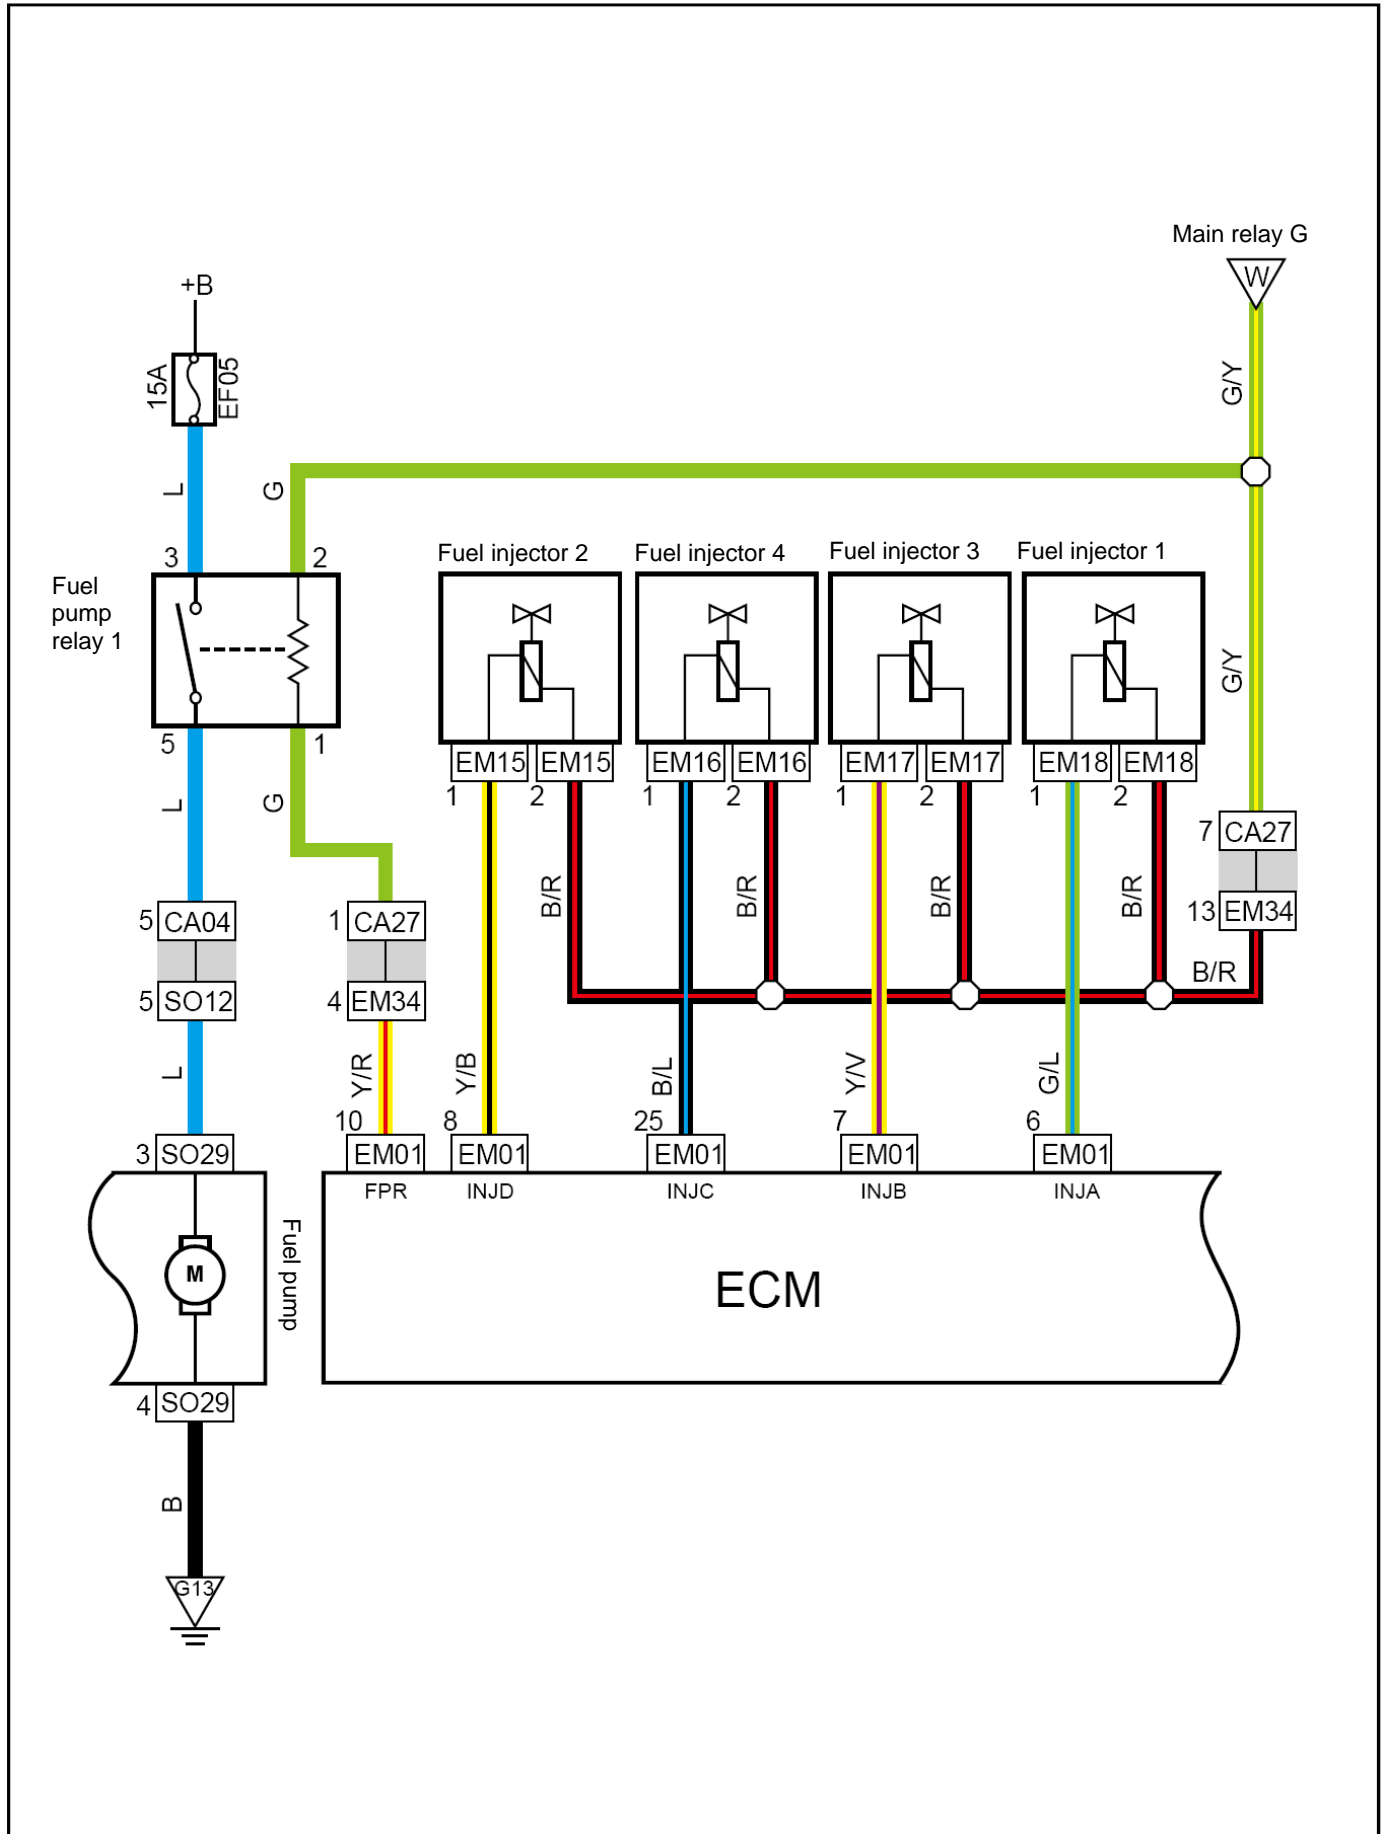 Main relay G
W
+B
15A
EF05
G/Y
L
G
3
2
Fuel injector 2
Fuel injector 4
Fuel injector 3
Fuel injector 1
Fuel
pump
relay 1
G/Y
5
1
EM15
EM15
EM16
EM16
EM17
EM17
EM18
EM18
1
2
1
2
1
2
1
2
L
G
7
CA27
B/R
B/R
B/R
B/R
5
CA04
1
CA27
13
EM34
B/R
5
SO12
4
EM34
L
Y/R
Y/B
B/L
Y/V
G/L
10
8
25
7
6
3
SO29
EM01
EM01
EM01
EM01
EM01
FPR
INJD
INJC
INJB
INJA
M
Fuel pump
ECM
4
SO29
B
G13